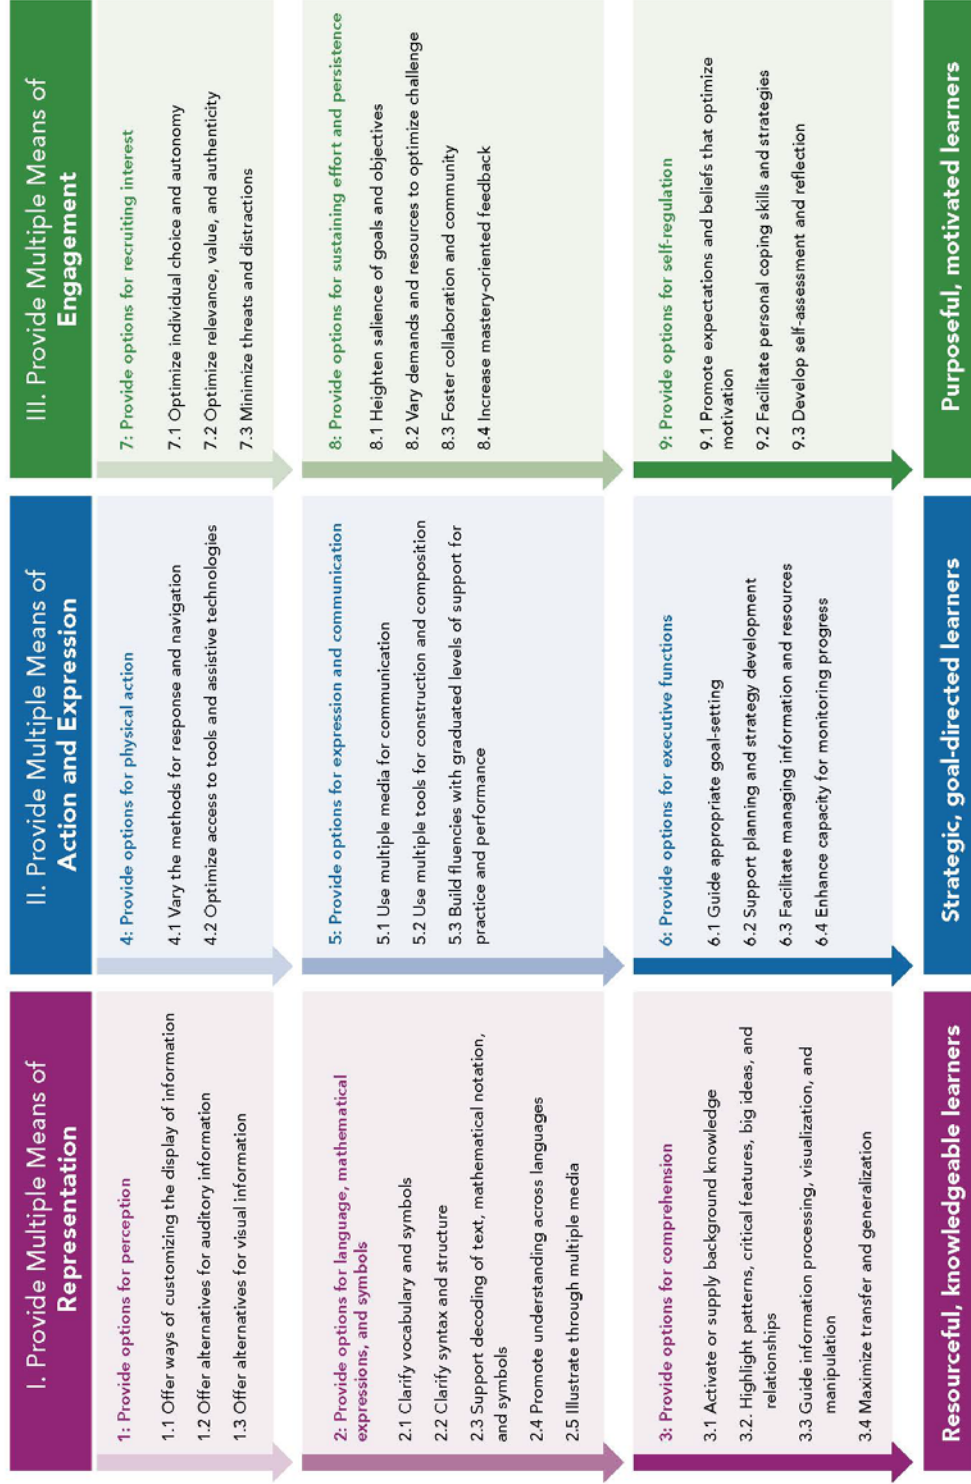 I. Provide Multiple Means of
Representation
1: Provide options for perception
1.1 Offer ways of customizing the display of information
1.2 Offer alternatives for auditory information
1.3 Offer alternatives for visual information
2: Provide options for language, mathematical
expressions, and symbols
2.1 Clarify vocabulary and symbols
2.2 Clarify syntax and structure
2.3 Support decoding of text, mathematical notation,
and symbols
2.4 Promote understanding across languages
2.5 Illustrate through multiple media
3: Provide options for comprehension
3.1 Activate or supply background knowledge
3.2. Highlight patterns, critical features, big ideas, and
relationships
3.3 Guide information processing, visualization, and
manipulation
3.4 Maximize transfer and generalization
Resourceful, knowledgeable learners
II. Provide Multiple Means of
Action and Expression
4: Provide options for physical action
4.1 Vary the methods for response and navigation
4.2 Optimize access to tools and assistive technologies
5: Provide options for expression and communication
5.1 Use multiple media for communication
5.2 Use multiple tools for construction and composition
5.3 Build fluencies with graduated levels of support for
practice and performance
6: Provide options for executive functions
6.1 Guide appropriate goal-setting
6.2 Support planning and strategy development
6.3 Facilitate managing information and resources
6.4 Enhance capacity for monitoring progress
Strategic, goal-directed learners
III. Provide Multiple Means of
Engagement
7: Provide options for recruiting interest
7.1 Optimize individual choice and autonomy
7.2 Optimize relevance, value, and authenticity
7.3 Minimize threats and distractions
8: Provide options for sustaining effort and persistence
8.1 Heighten salience of goals and objectives
8.2 Vary demands and resources to optimize challenge
8.3 Foster collaboration and community
8.4 Increase mastery-oriented feedback
9: Provide options for self-regulation
9.1 Promote expectations and beliefs that optimize
motivation
9.2 Facilitate personal coping skills and strategies
9.3 Develop self-assessment and reflection
Purposeful, motivated learners